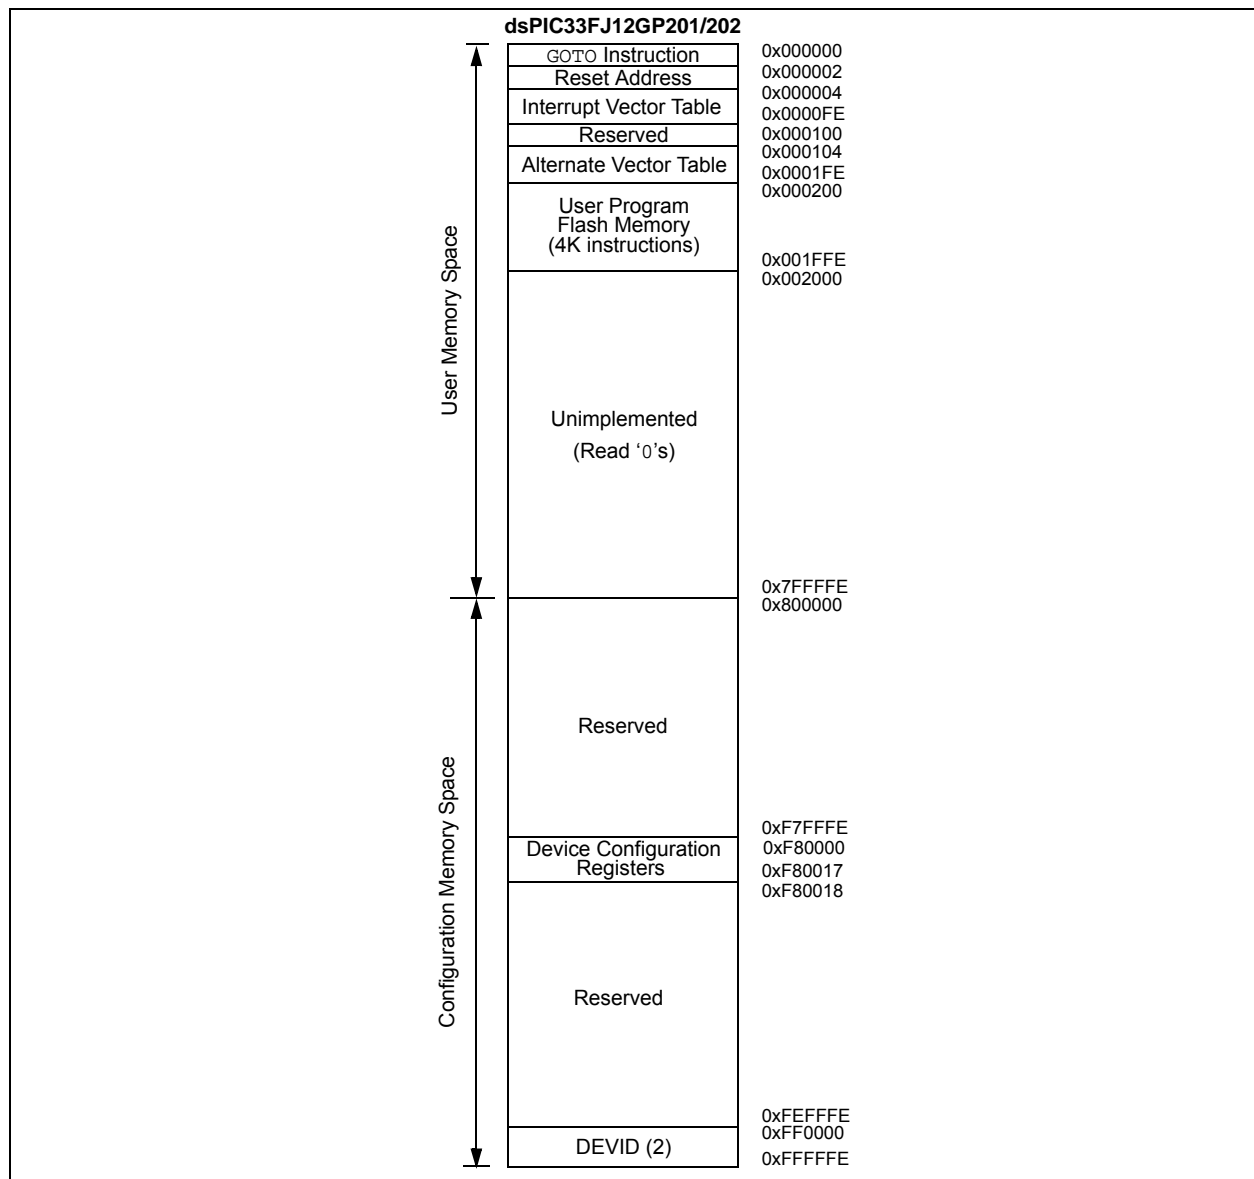 dsPIC33FJ12GP201/202
GOTO Instruction
0x000000
Reset Address
0x000002
0x000004
Interrupt Vector Table
0x0000FE
Reserved
0x000100
0x000104
Alternate Vector Table
0x0001FE
0x000200
User Program
Flash Memory
(4K instructions)
0x001FFE
0x002000
User Memory Space
Unimplemented
(Read ‘0’s)
0x7FFFFE
0x800000
Reserved
Configuration Memory Space
0xF7FFFE
Device Configuration
0xF80000
Registers
0xF80017
0xF80018
Reserved
0xFEFFFE
0xFF0000
DEVID (2)
0xFFFFFE